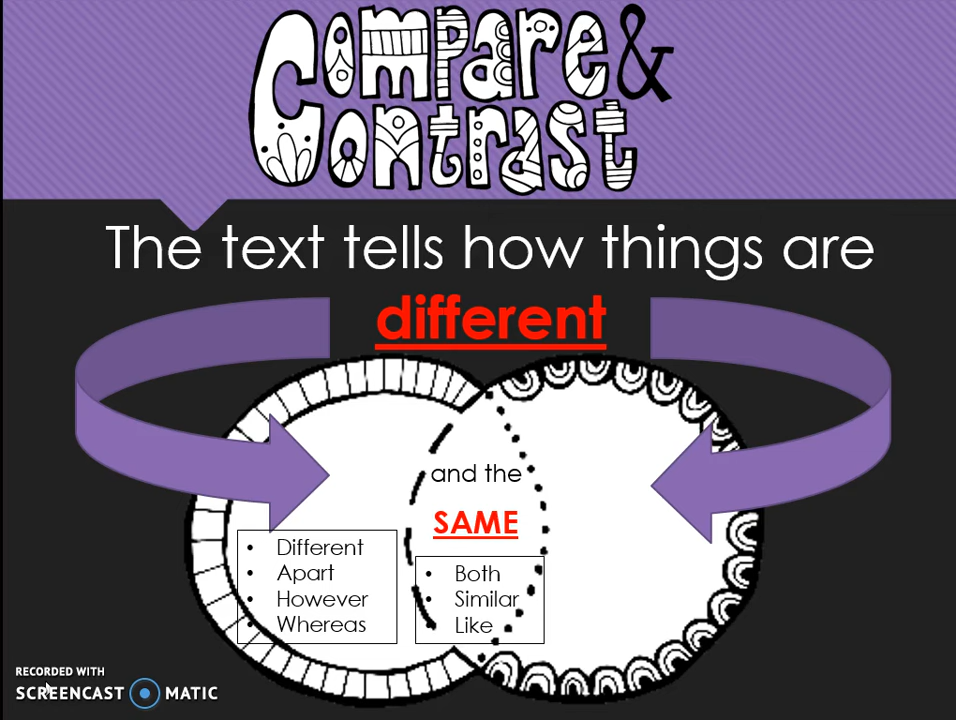 Compare &
Contrast
The text tells how things are
different
and the
SAME
• Different
• Apart
• However
• Whereas
• Both
• Similar
• Like
RECORDED WITH
SCREENCAST MATIC